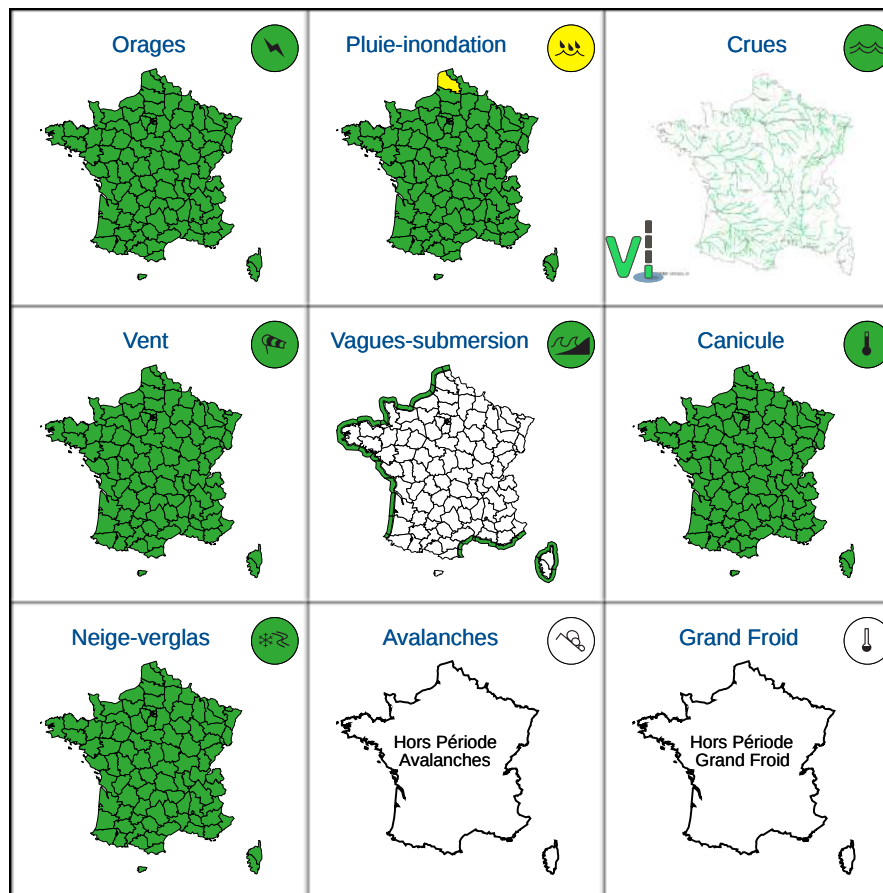 Orages
Pluie-inondation
Crues
Vent
Vagues-submersion
Canicule
Neige-verglas
Avalanches
Grand Froid
Hors Période
Avalanches
Hors Période
Grand Froid